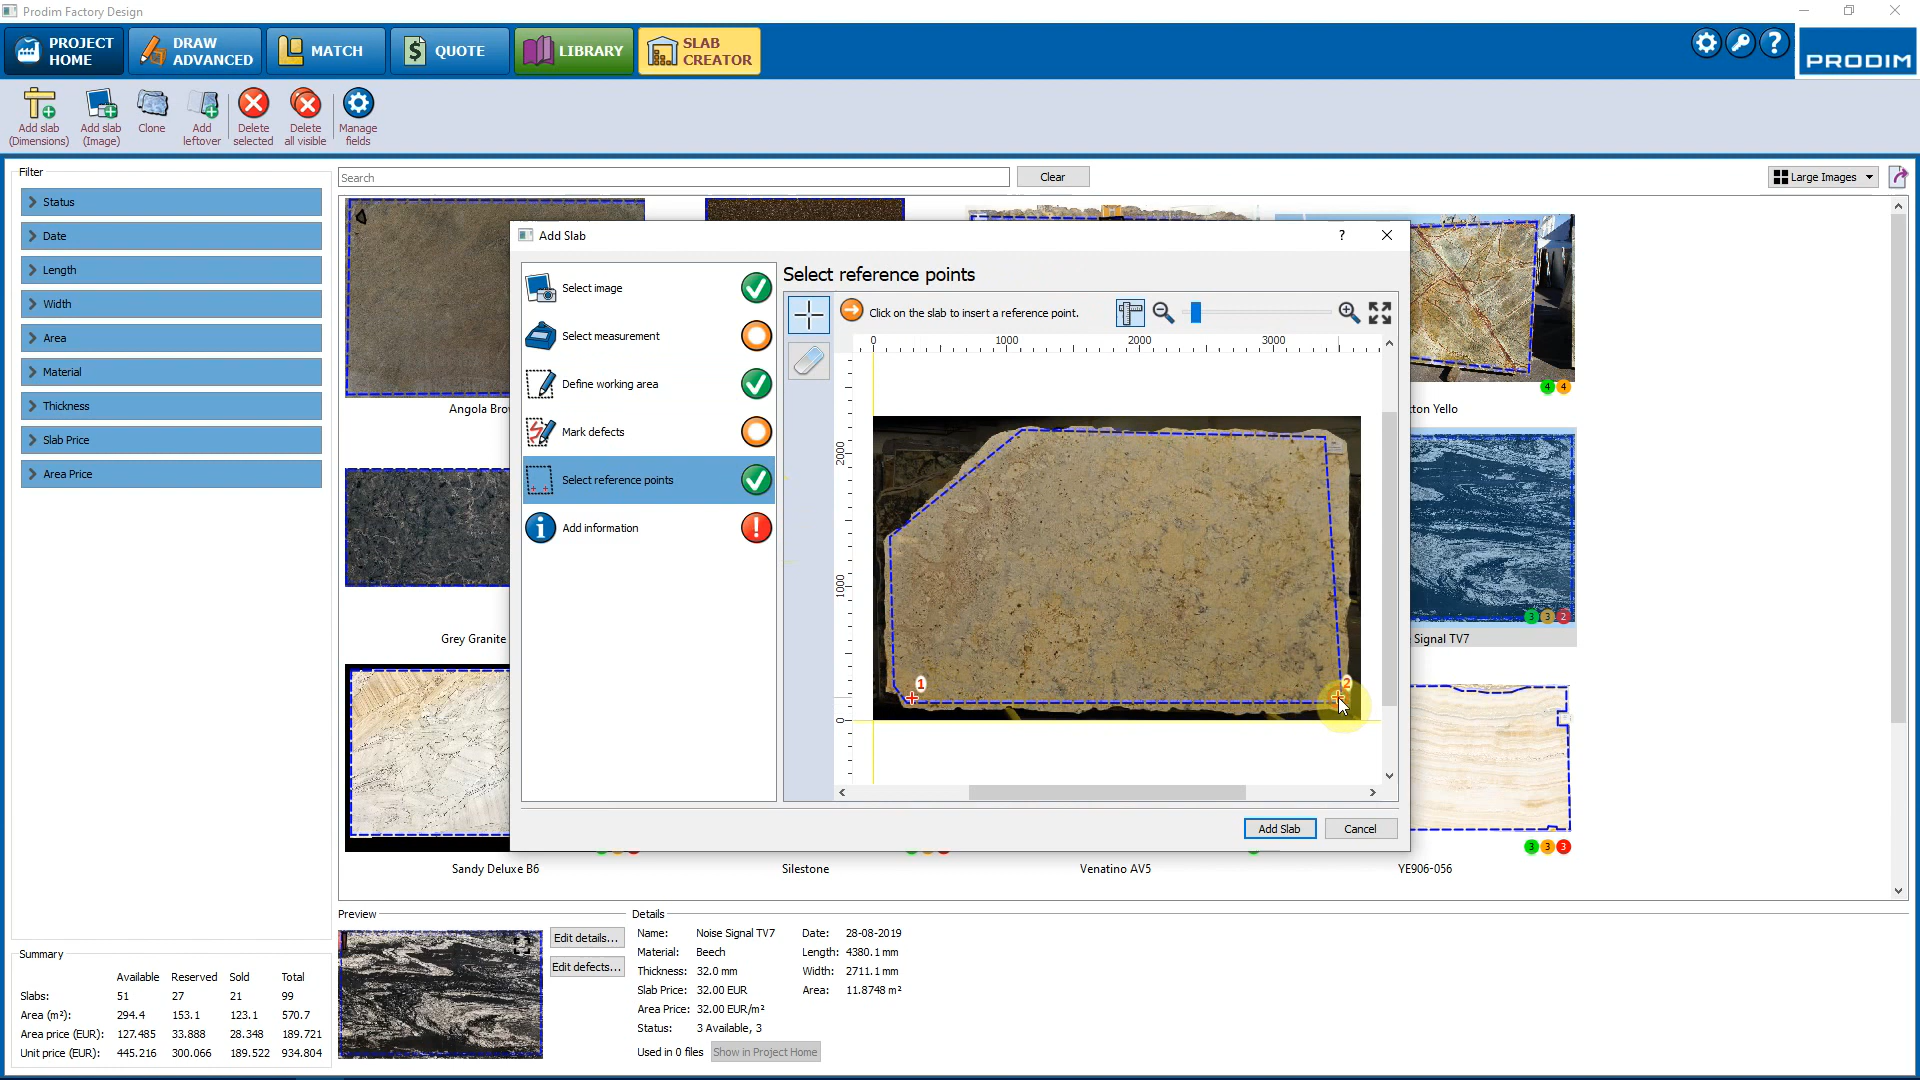 Prodim Factory Design
PROJECT HOME
DRAW ADVANCED
MATCH
$ QUOTE
LIBRARY
SLAB CREATOR
?
PRODIM
Add slab (Dimensions)
Add slab (Image)
Clone
Add leftover
Delete selected
Delete all visible
Manage fields
Filter
Search
Clear
Large Images
Status
Date
Length
Width
Area
Material
Thickness
Slab Price
Area Price
Add Slab
?
Select image
Select measurement
Define working area
Mark defects
Select reference points
Add information
Select reference points
Click on the slab to insert a reference point.
0 1000 2000 3000
2000
1000
0
1
2
Add Slab
Cancel
Angola Bro
ton Yello
4 4
Grey Granite
Signal TV7
3 3 2
Sandy Deluxe B6
Silestone
Venatino AV5
YE906-056
3 3 3
Summary
Available Reserved Sold Total
Slabs: 51 27 21 99
Area (m²): 294.4 153.1 123.1 570.7
Area price (EUR): 127.485 33.888 28.348 189.721
Unit price (EUR): 445.216 300.066 189.522 934.804
Preview
Edit details...
Edit defects...
Details
Name: Noise Signal TV7 Date: 28-08-2019
Material: Beech Length: 4380.1 mm
Thickness: 32.0 mm Width: 2711.1 mm
Slab Price: 32.00 EUR Area: 11.8748 m²
Area Price: 32.00 EUR/m²
Status: 3 Available, 3
Used in 0 files Show in Project Home